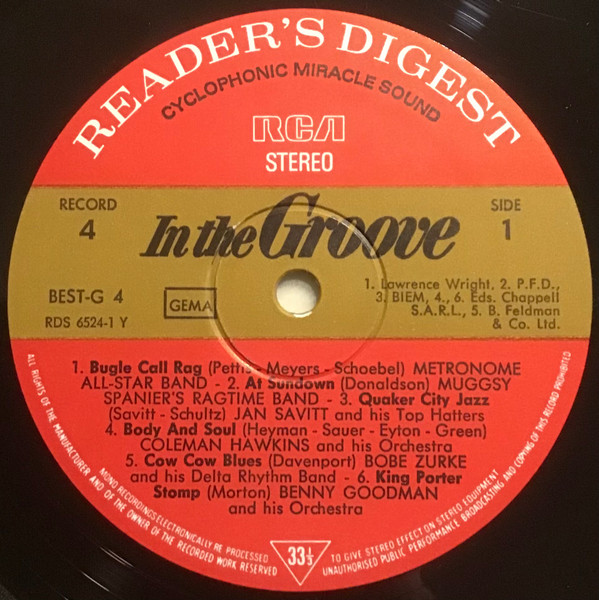 READER'S DIGEST
CYCLOPHONIC MIRACLE SOUND
RCA
STEREO
RECORD
4
In the Groove
SIDE
1
BEST-G 4
GEMA
RDS 6524-1 Y
1. Lawrence Wright, 2. P.F.D.,
3. BIEM, 4., 6. Eds. Chappell
S.A.R.L., 5. B. Feldman
& Co. Ltd.
1. Bugle Call Rag (Pettis - Meyers - Schoebel) METRONOME
ALL-STAR BAND - 2. At Sundown (Donaldson) MUGGSY
SPANIER'S RAGTIME BAND - 3. Quaker City Jazz
(Savitt - Schultz) JAN SAVITT and his Top Hatters
4. Body And Soul (Heyman - Sauer - Eyton - Green)
COLEMAN HAWKINS and his Orchestra
5. Cow Cow Blues (Davenport) BOBE ZURKE
and his Delta Rhythm Band - 6. King Porter
Stomp (Morton) BENNY GOODMAN
and his Orchestra
ALL RIGHTS OF THE MANUFACTURER AND OF THE OWNER OF THE RECORDED WORK RESERVED
MONO RECORDINGS ELECTRONICALLY RE PROCESSED
33⅓
TO GIVE STEREO EFFECT ON STEREO EQUIPMENT
UNAUTHORISED PUBLIC PERFORMANCE BROADCASTING AND COPYING OF THIS RECORD PROHIBITED